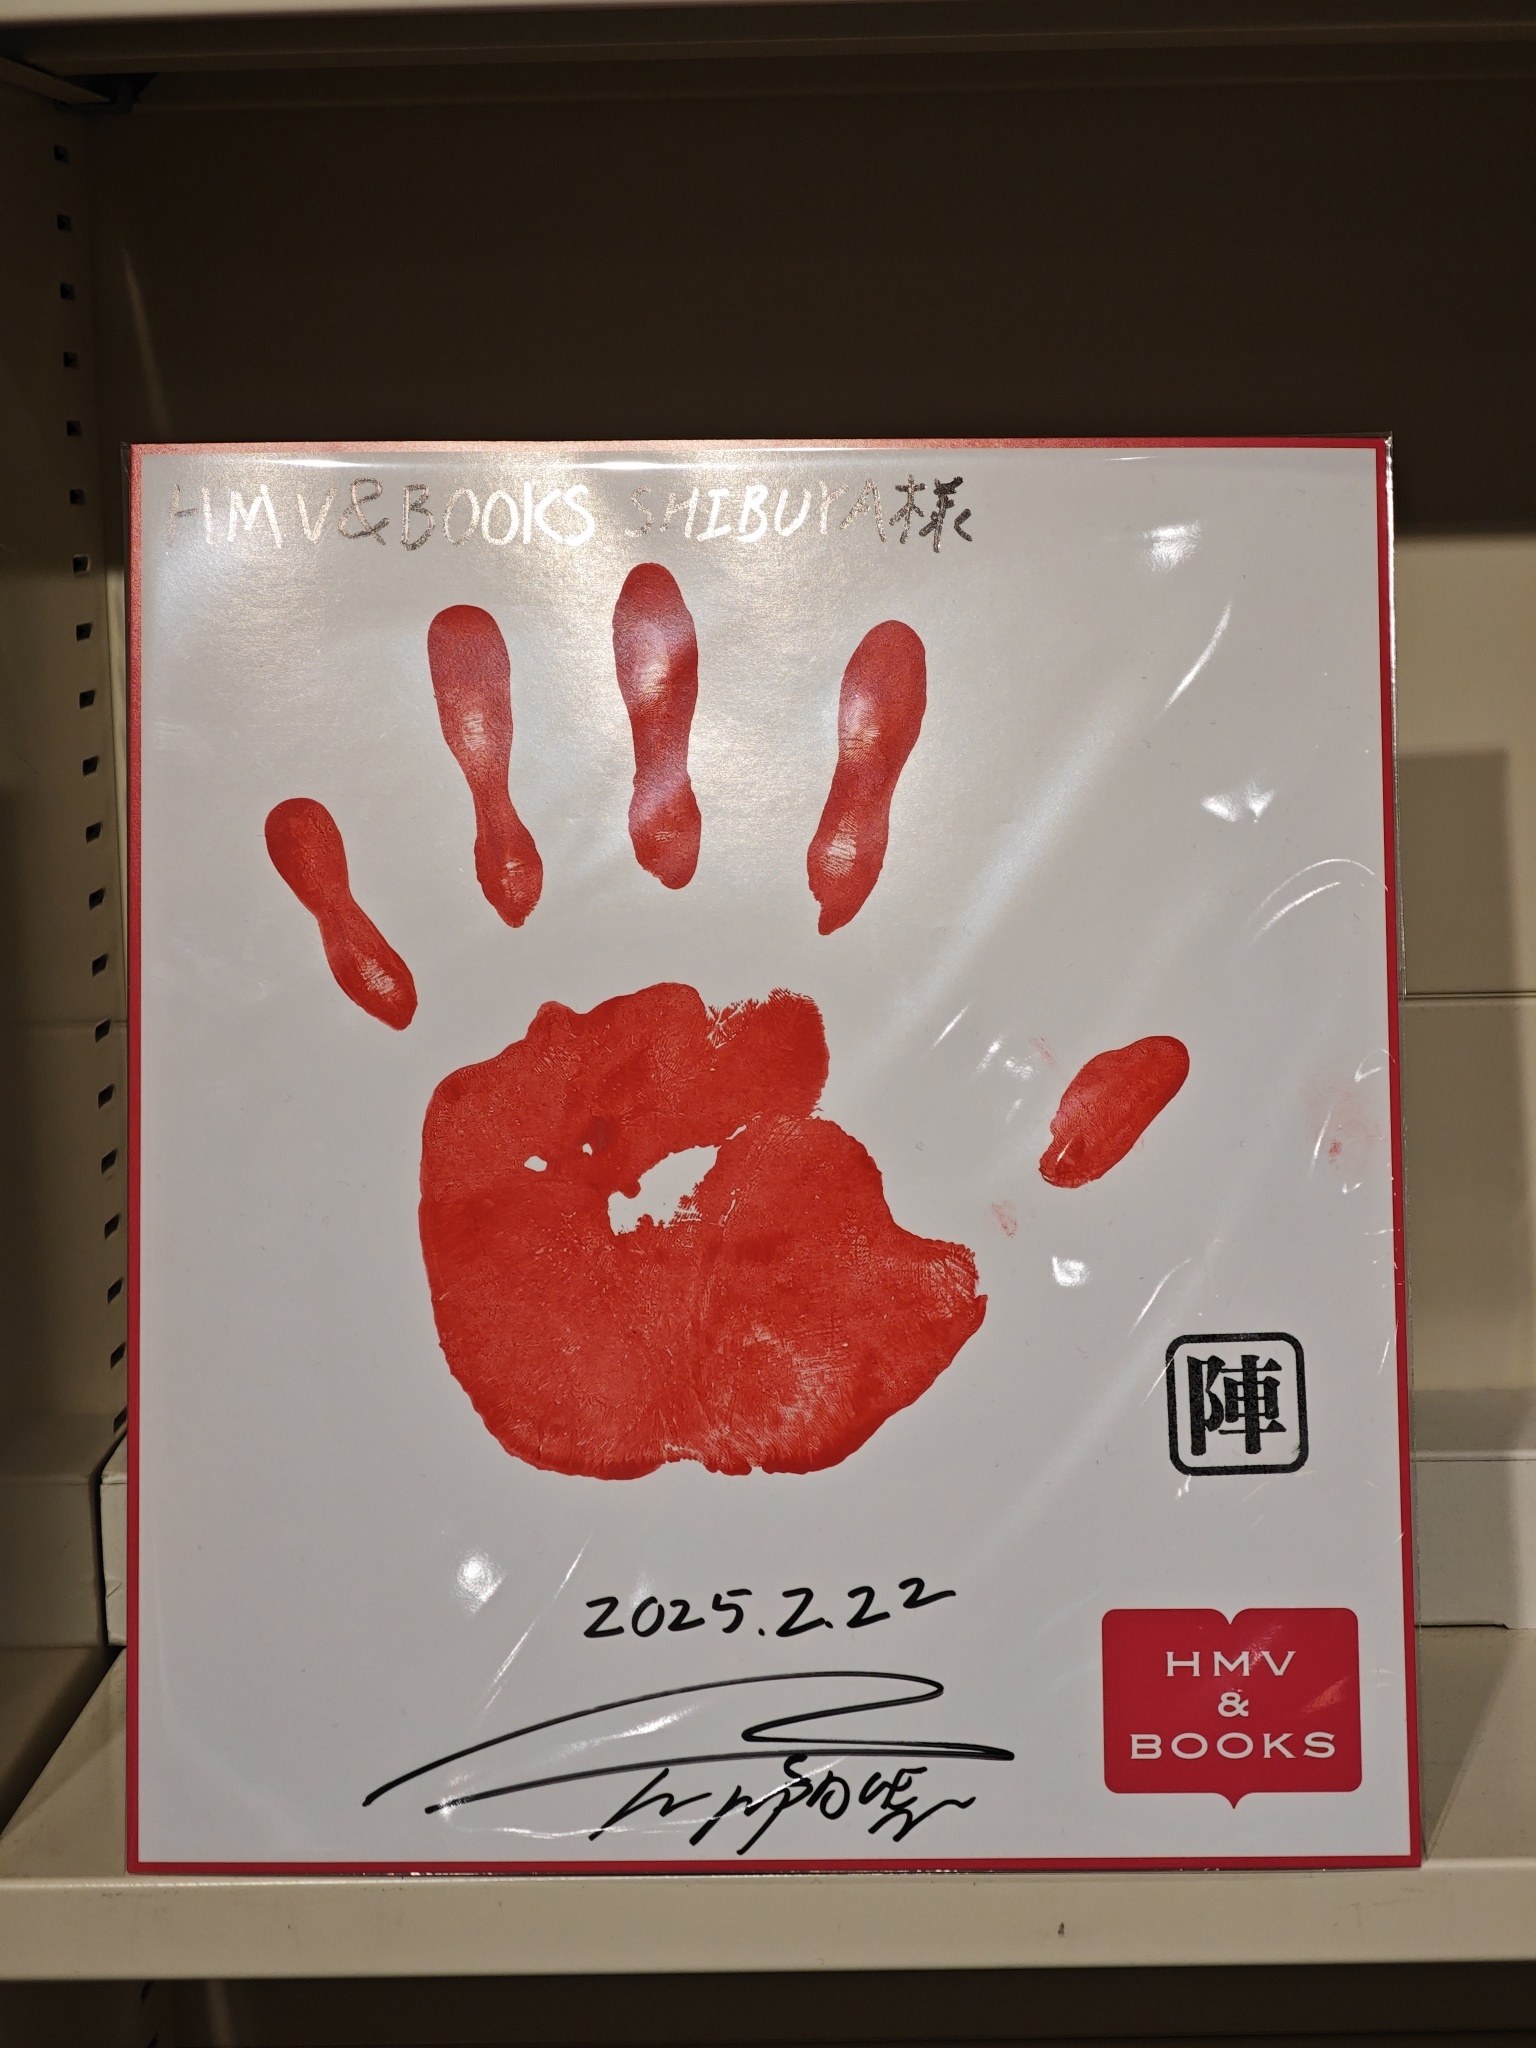 HMV&BOOKS SHIBUYA様
陣
2025.2.22
HMV
&
BOOKS